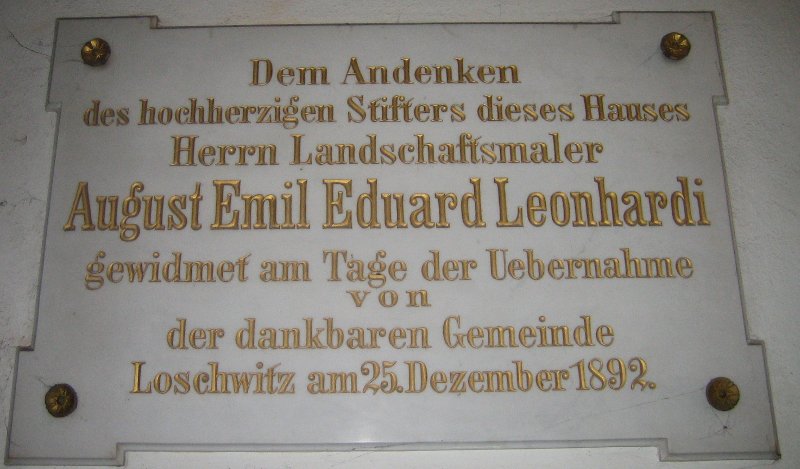 Dem Andenken
des hochherzigen Stifters dieses Hauses
Herrn Landschaftsmaler
August Emil Eduard Leonhardi
gewidmet am Tage der Uebernahme
von
der dankbaren Gemeinde
Loschwitz am 25. Dezember 1892.